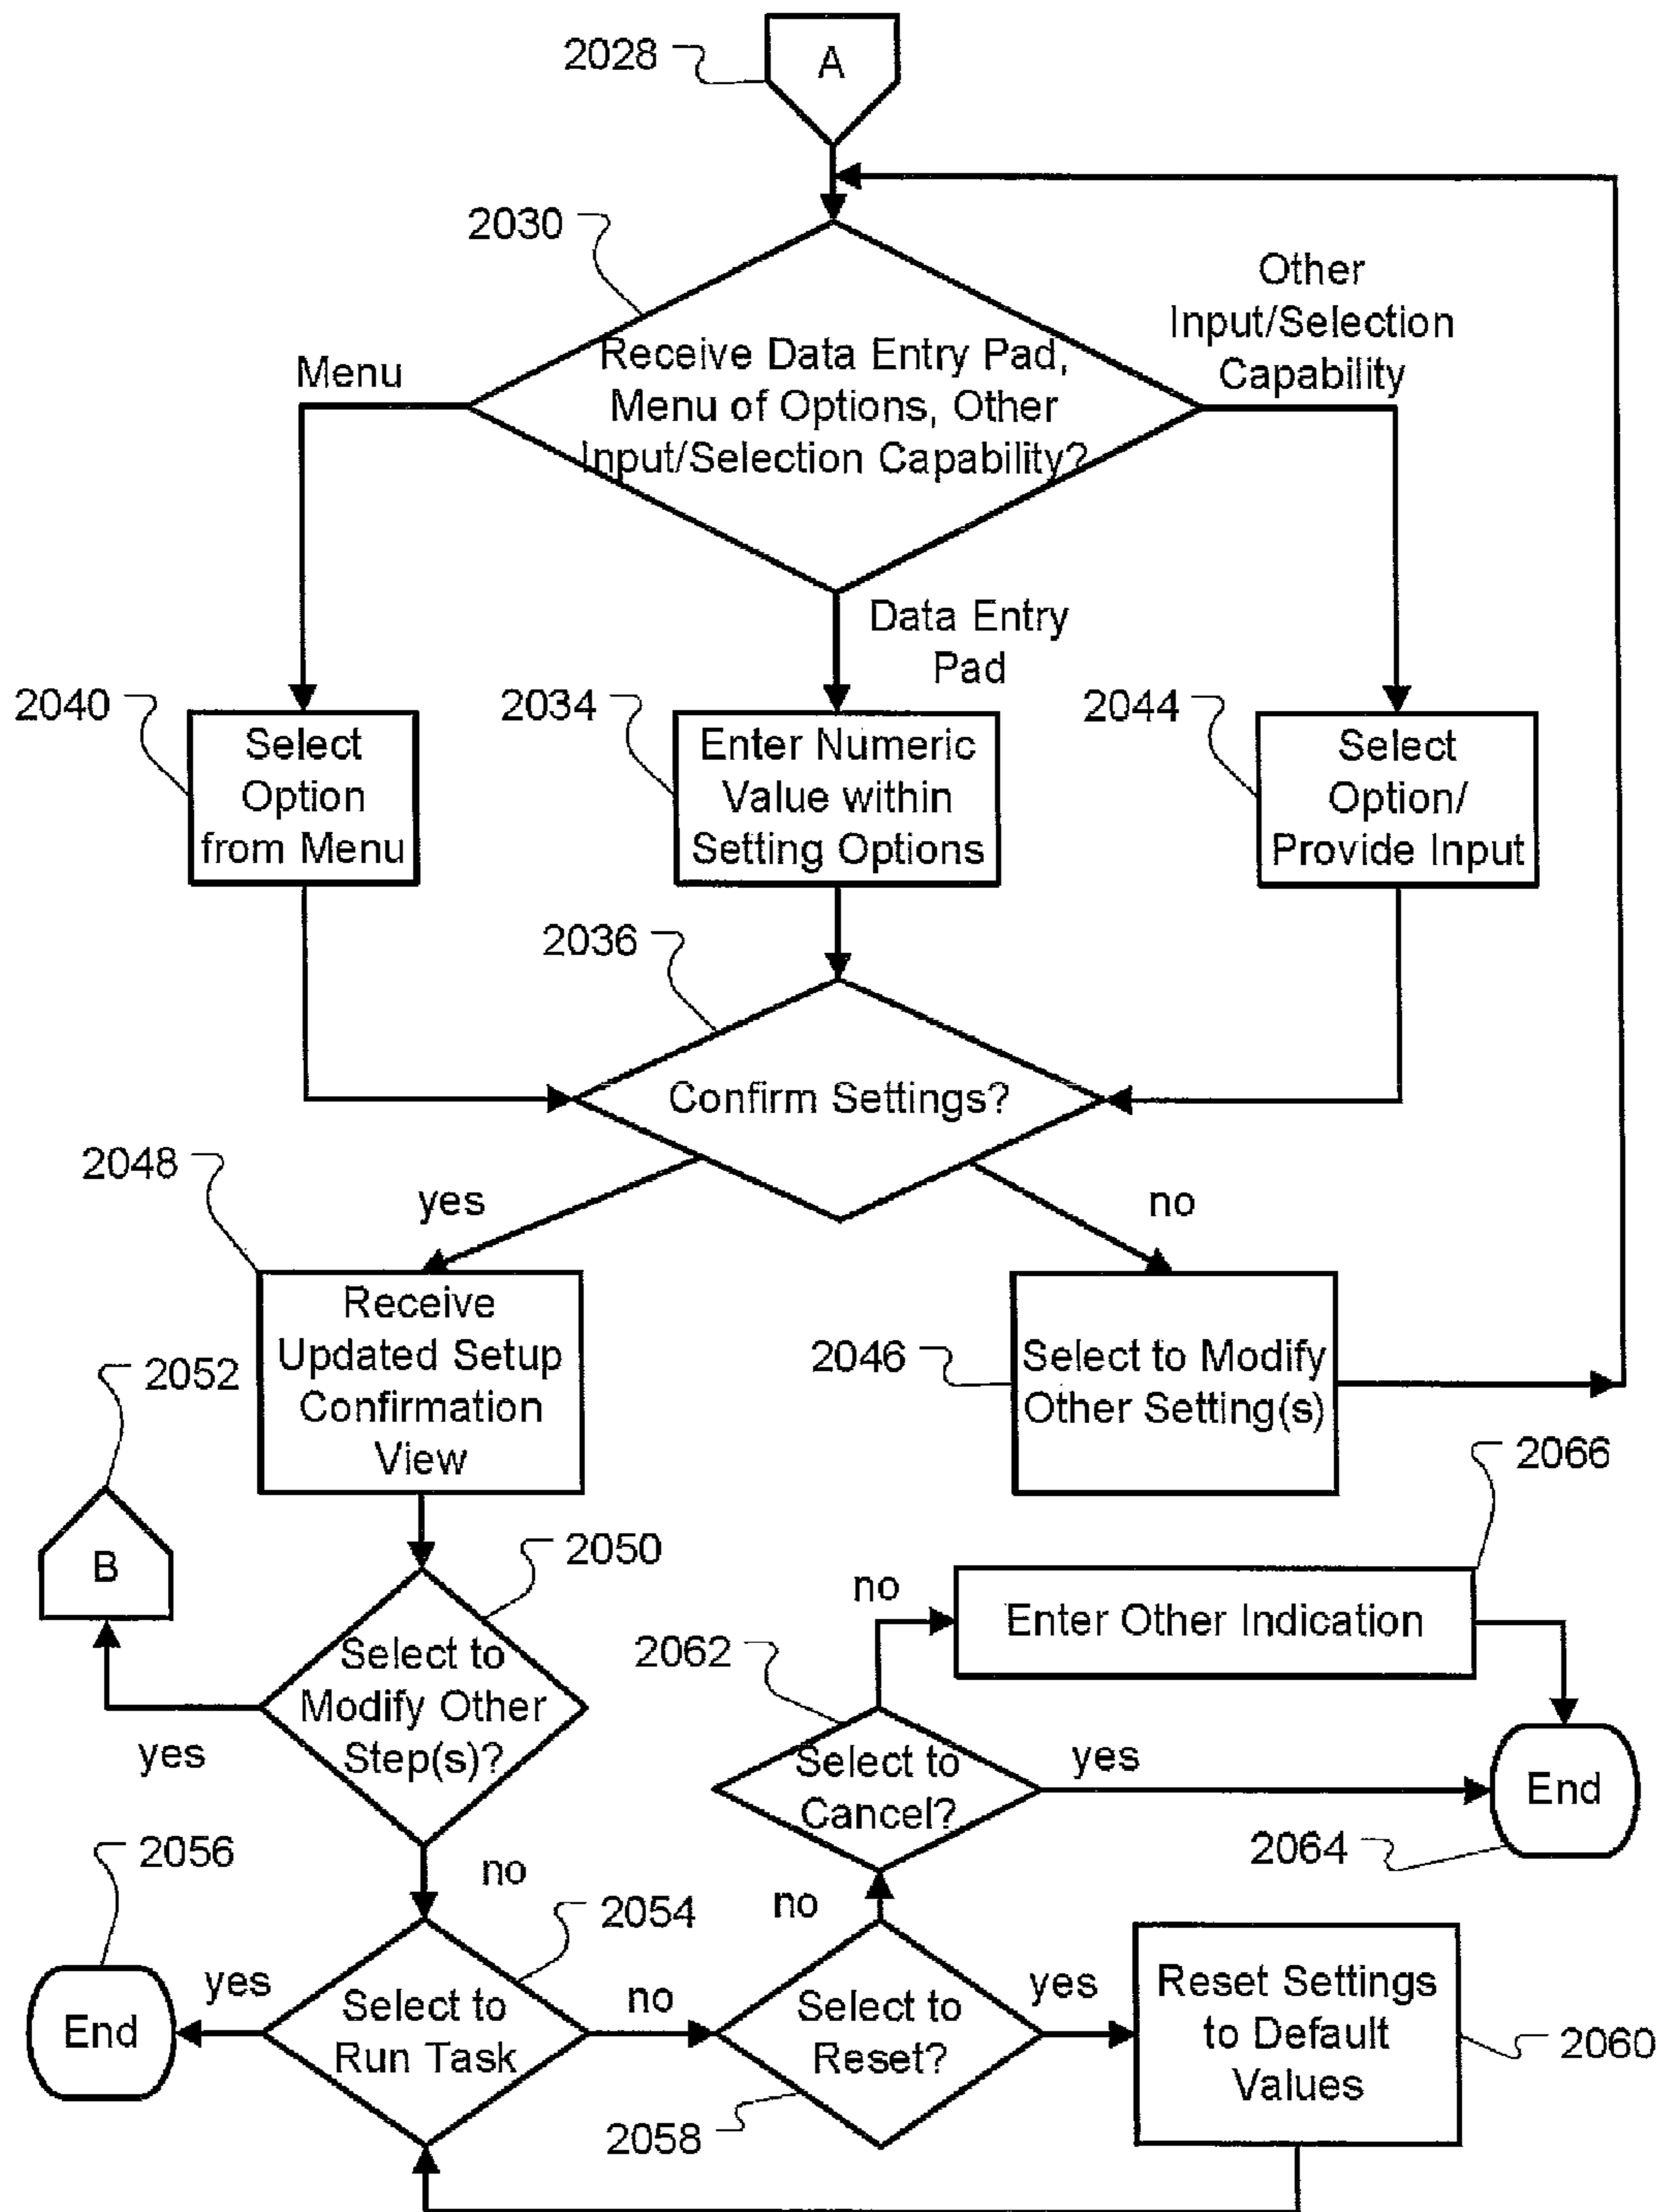 2028
A
2030
Other
Input/Selection
Capability
Menu
Receive Data Entry Pad,
Menu of Options, Other
Input/Selection Capability?
Data Entry
Pad
2040
Select
Option
from Menu
2034
Enter Numeric
Value within
Setting Options
2044
Select
Option/
Provide Input
2036
Confirm Settings?
yes
no
2048
Receive
Updated Setup
Confirmation
View
2046
Select to Modify
Other Setting(s)
2052
B
2050
Select to
Modify Other
Step(s)?
yes
no
2066
no
Enter Other Indication
2062
Select to
Cancel?
yes
End
2064
2056
End
yes
2054
Select to
Run Task
no
no
Select to
Reset?
2058
yes
Reset Settings
to Default
Values
2060